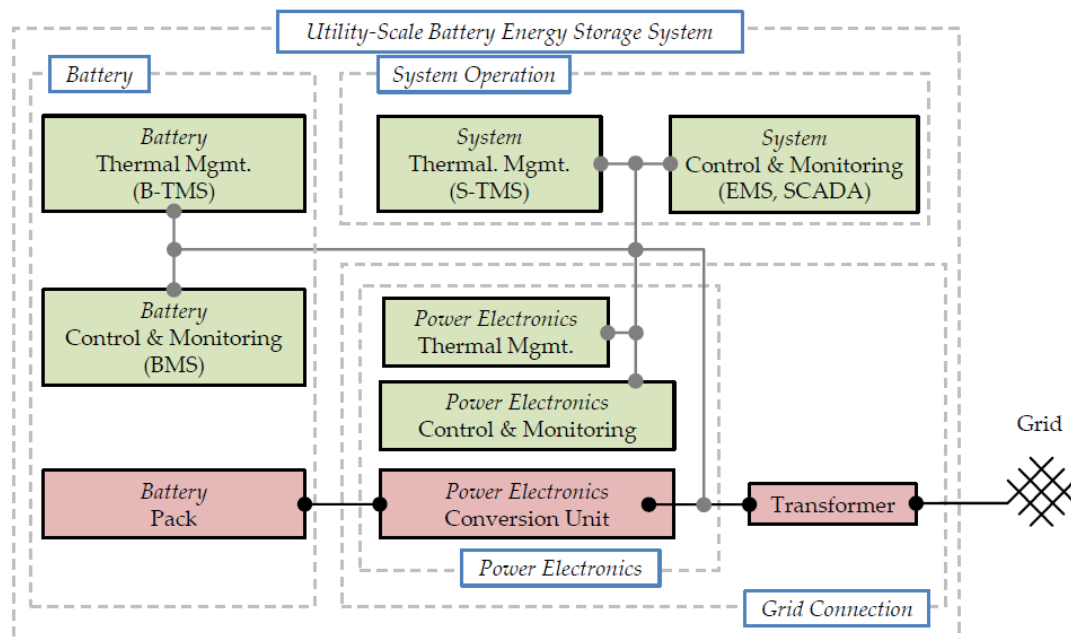 Utility-Scale Battery Energy Storage System
Battery
System Operation
Battery
Thermal Mgmt.
(B-TMS)
System
Thermal. Mgmt.
(S-TMS)
System
Control & Monitoring
(EMS, SCADA)
Battery
Control & Monitoring
(BMS)
Power Electronics
Thermal Mgmt.
Power Electronics
Control & Monitoring
Grid
Battery
Pack
Power Electronics
Conversion Unit
Transformer
Power Electronics
Grid Connection